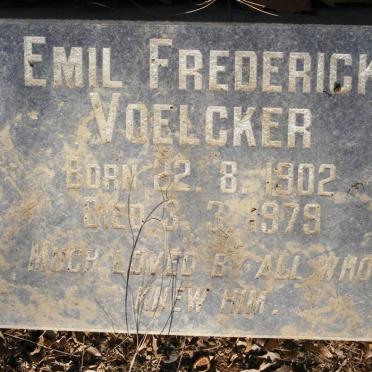 EMIL FREDERICK
VOELCKER
BORN 22. 8. 1902
DIED 3. 3. 1979
MUCH LOVED BY ALL WHO
KNEW HIM.